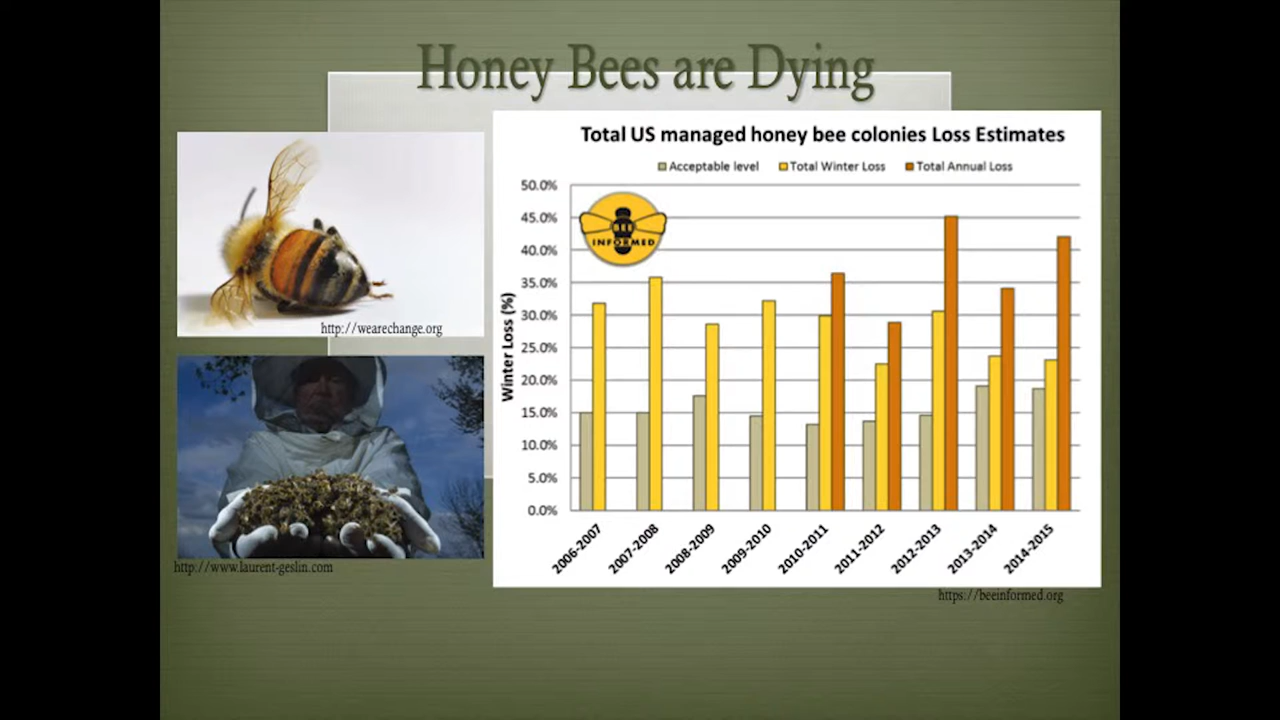 Honey Bees are Dying
http://wearechange.org
http://www.laurent-geslin.com
Total US managed honey bee colonies Loss Estimates
Acceptable level Total Winter Loss Total Annual Loss
BEE
INFORMED
Winter Loss (%)
50.0%
45.0%
40.0%
35.0%
30.0%
25.0%
20.0%
15.0%
10.0%
5.0%
0.0%
2006-2007
2007-2008
2008-2009
2009-2010
2010-2011
2011-2012
2012-2013
2013-2014
2014-2015
https://beeinformed.org